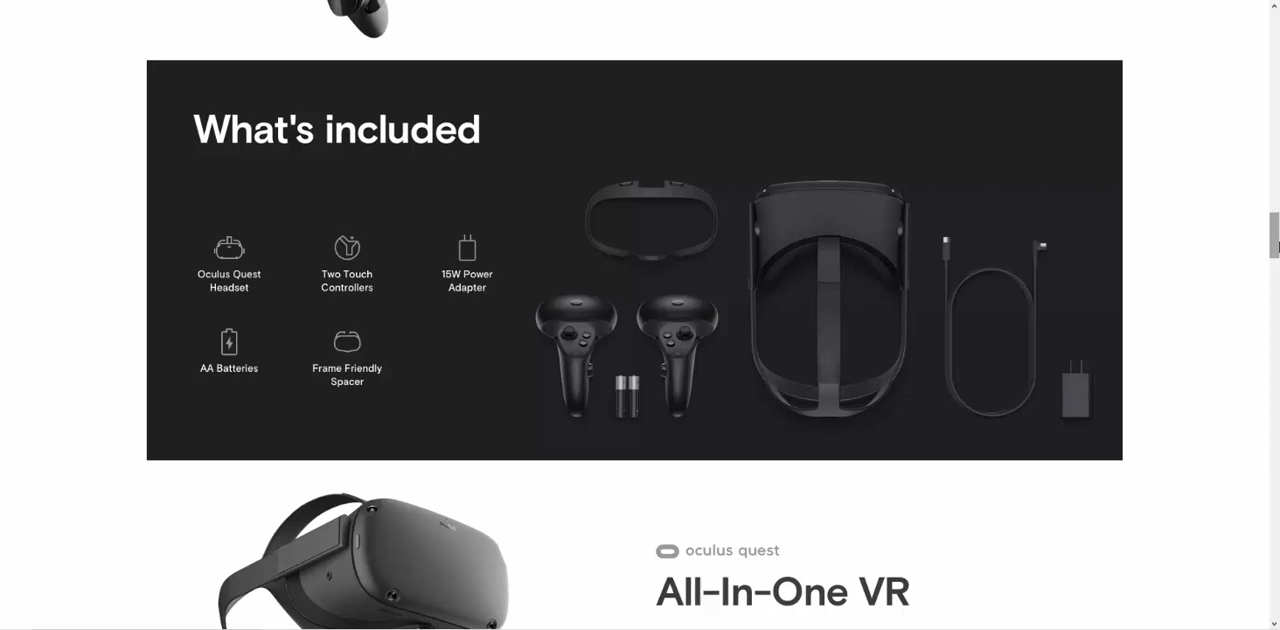 What's included
Oculus Quest
Headset
Two Touch
Controllers
15W Power
Adapter
AA Batteries
Frame Friendly
Spacer
oculus quest
All-In-One VR